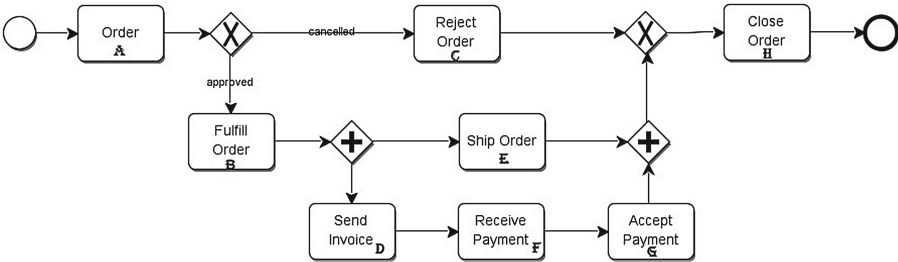 Order
A
cancelled
Reject
Order
C
Close
Order
H
approved
Fulfill
Order
B
Ship Order
E
Send
Invoice D
Receive
Payment F
Accept
Payment
G